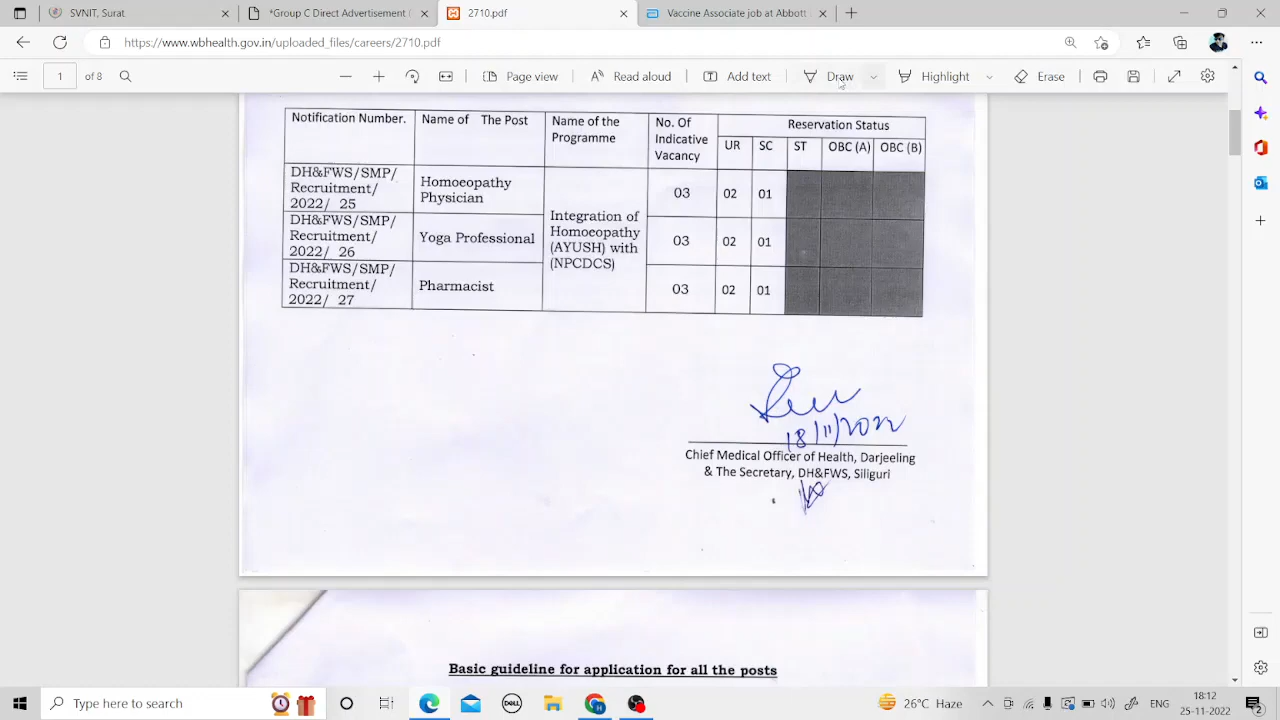 SVNIT, Surat
*Group C Direct Advertisement (
2710.pdf
Vaccine Associate job at Abbott
https://www.wbhealth.gov.in/uploaded_files/careers/2710.pdf
1 of 8
Page view
Read aloud
Add text
Draw
Highlight
Erase
Notification Number.
Name of The Post
Name of the
Programme
No. Of
Indicative
Vacancy
Reservation Status
UR SC ST OBC (A) OBC (B)
DH&FWS/SMP/
Recruitment/
2022/ 25
Homoeopathy
Physician
Integration of
Homoeopathy
(AYUSH) with
(NPCDCS)
03 02 01
DH&FWS/SMP/
Recruitment/
2022/ 26
Yoga Professional
03 02 01
DH&FWS/SMP/
Recruitment/
2022/ 27
Pharmacist
03 02 01
18/11/2022
Chief Medical Officer of Health, Darjeeling
& The Secretary, DH&FWS, Siliguri
Basic guideline for application for all the posts
Type here to search
DELL
26°C Haze
ENG
18:12
25-11-2022
2